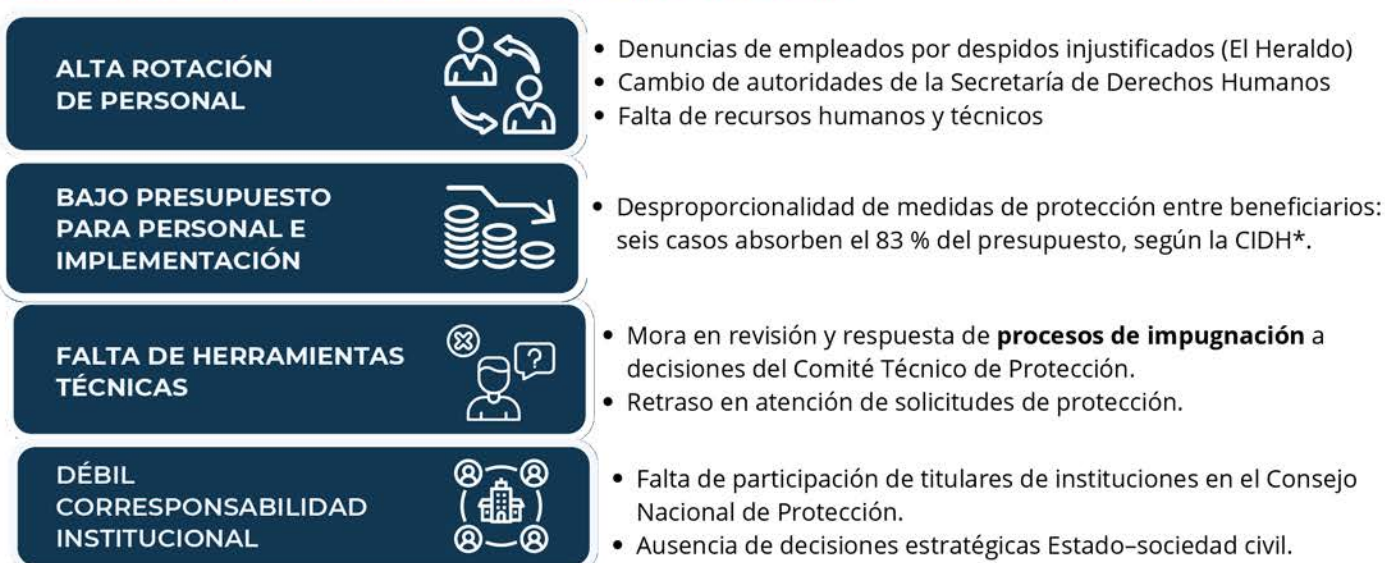 ALTA ROTACIÓN
DE PERSONAL
• Denuncias de empleados por despidos injustificados (El Heraldo)
• Cambio de autoridades de la Secretaría de Derechos Humanos
• Falta de recursos humanos y técnicos
BAJO PRESUPUESTO
PARA PERSONAL E
IMPLEMENTACIÓN
• Desproporcionalidad de medidas de protección entre beneficiarios:
seis casos absorben el 83 % del presupuesto, según la CIDH*.
FALTA DE HERRAMIENTAS
TÉCNICAS
?
• Mora en revisión y respuesta de procesos de impugnación a
decisiones del Comité Técnico de Protección.
• Retraso en atención de solicitudes de protección.
DÉBIL
CORRESPONSABILIDAD
INSTITUCIONAL
• Falta de participación de titulares de instituciones en el Consejo
Nacional de Protección.
• Ausencia de decisiones estratégicas Estado–sociedad civil.